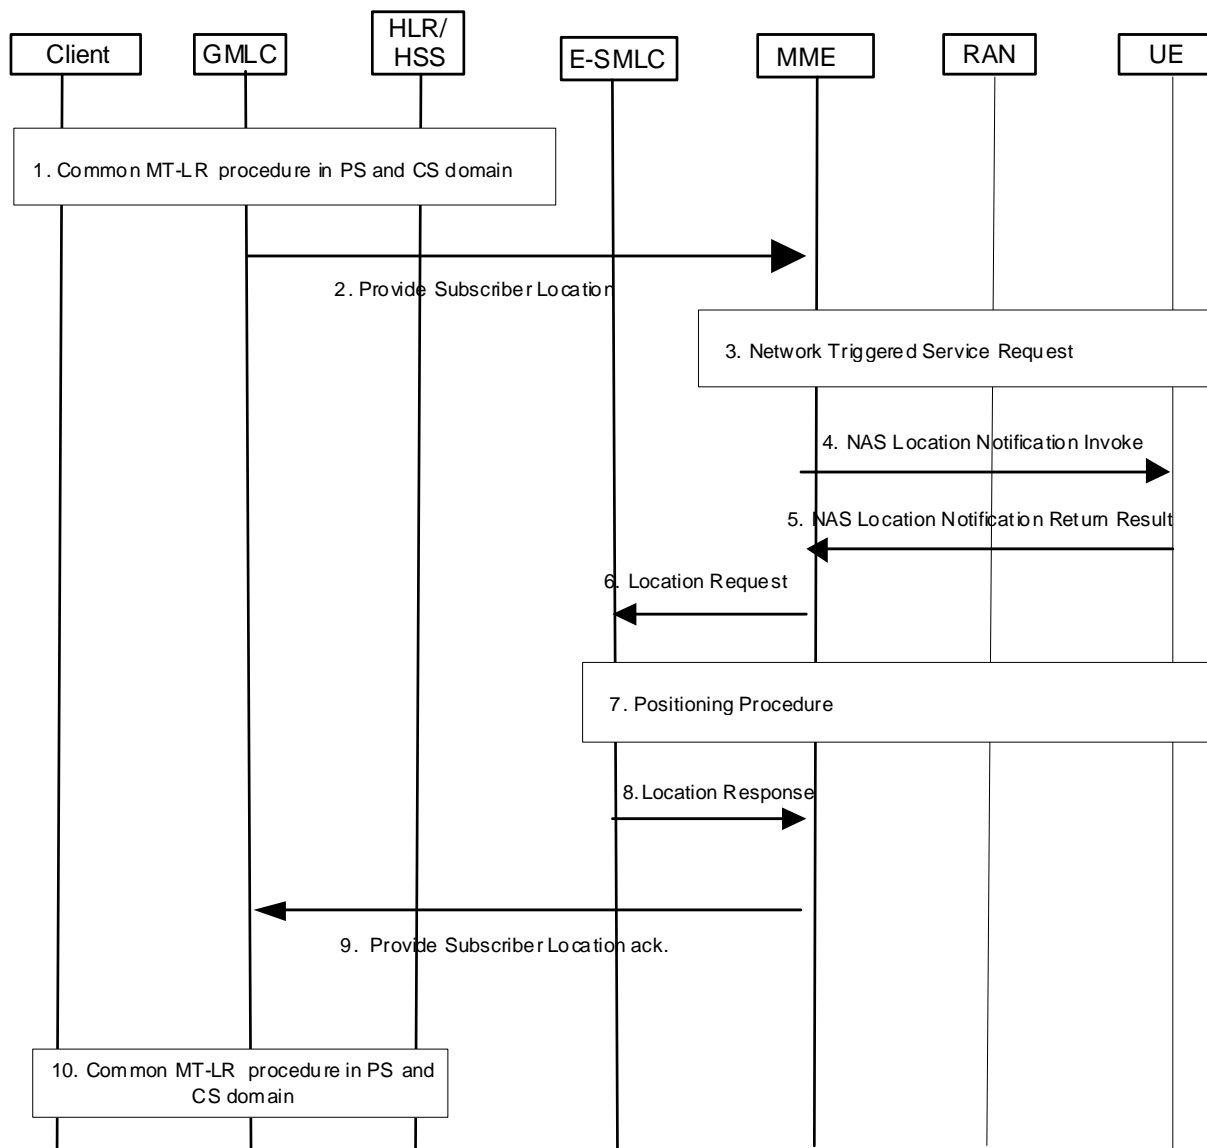 Client
GMLC
HLR/
HSS
E-SMLC
MME
RAN
UE
1. Common MT-LR procedure in PS and CS domain
2. Provide Subscriber Location
3. Network Triggered Service Request
4. NAS Location Notification Invoke
5. NAS Location Notification Return Result
6. Location Request
7. Positioning Procedure
8. Location Response
9. Provide Subscriber Location ack.
10. Common MT-LR procedure in PS and
CS domain